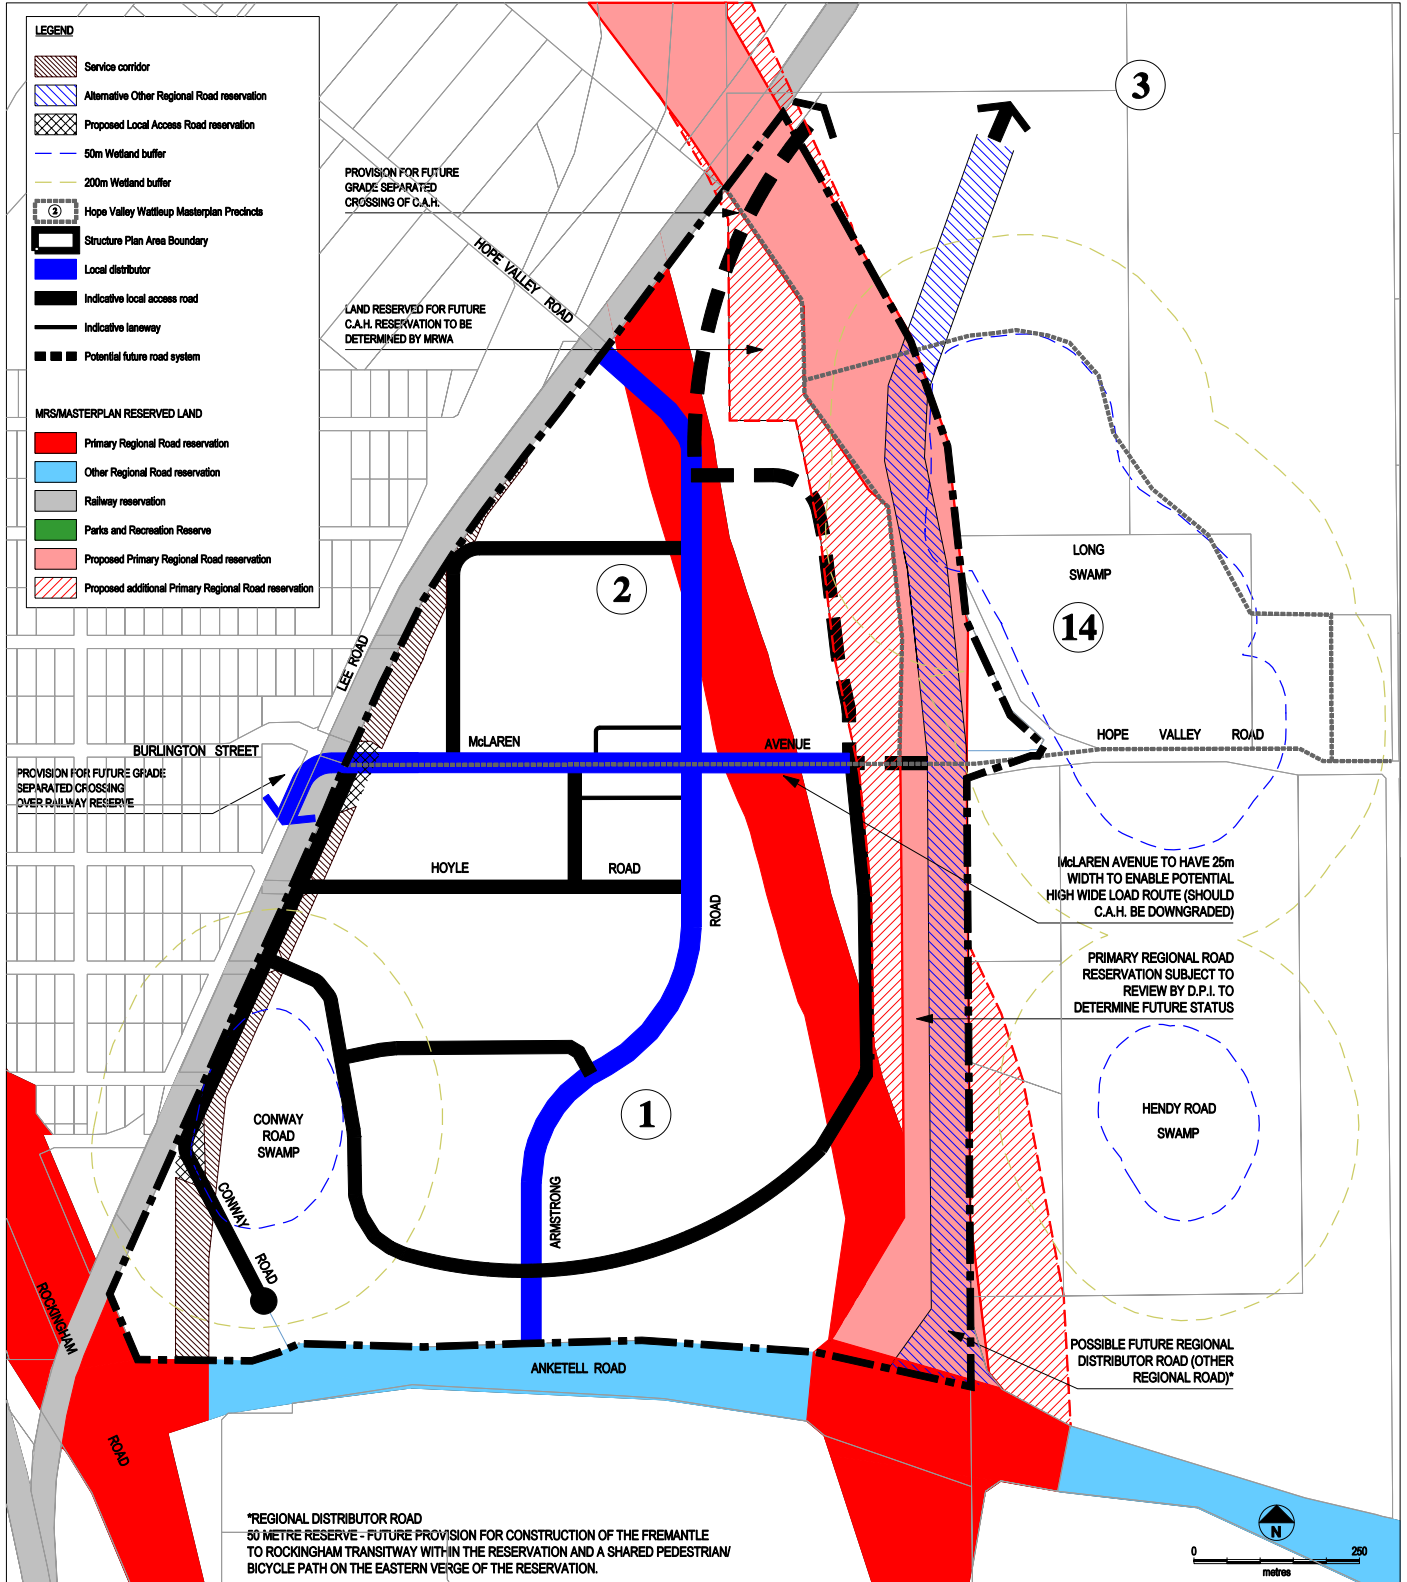 LEGEND
Service corridor
Alternative Other Regional Road reservation
Proposed Local Access Road reservation
50m Wetland buffer
200m Wetland buffer
2
Hope Valley Wattleup Masterplan Precincts
Structure Plan Area Boundary
Local distributor
Indicative local access road
Indicative laneway
Potential future road system
MRS/MASTERPLAN RESERVED LAND
Primary Regional Road reservation
Other Regional Road reservation
Railway reservation
Parks and Recreation Reserve
Proposed Primary Regional Road reservation
Proposed additional Primary Regional Road reservation
3
PROVISION FOR FUTURE
GRADE SEPARATED
CROSSING OF C.A.H.
HOPE VALLEY ROAD
LAND RESERVED FOR FUTURE
C.A.H. RESERVATION TO BE
DETERMINED BY MRWA
LONG
SWAMP
2
14
LEE ROAD
McLAREN AVENUE
HOPE VALLEY ROAD
BURLINGTON STREET
PROVISION FOR FUTURE GRADE
SEPARATED CROSSING
OVER RAILWAY RESERVE
HOYLE ROAD
McLAREN AVENUE TO HAVE 25m
WIDTH TO ENABLE POTENTIAL
HIGH WIDE LOAD ROUTE (SHOULD
C.A.H. BE DOWNGRADED)
ROAD
PRIMARY REGIONAL ROAD
RESERVATION SUBJECT TO
REVIEW BY D.P.I. TO
DETERMINE FUTURE STATUS
1
CONWAY
ROAD
SWAMP
HENDY ROAD
SWAMP
CONWAY
ROAD
ARMSTRONG
ROCKINGHAM
ROAD
ANKETELL ROAD
POSSIBLE FUTURE REGIONAL
DISTRIBUTOR ROAD (OTHER
REGIONAL ROAD)*
*REGIONAL DISTRIBUTOR ROAD
50 METRE RESERVE - FUTURE PROVISION FOR CONSTRUCTION OF THE FREMANTLE
TO ROCKINGHAM TRANSITWAY WITHIN THE RESERVATION AND A SHARED PEDESTRIAN/
BICYCLE PATH ON THE EASTERN VERGE OF THE RESERVATION.
N
0 250
metres